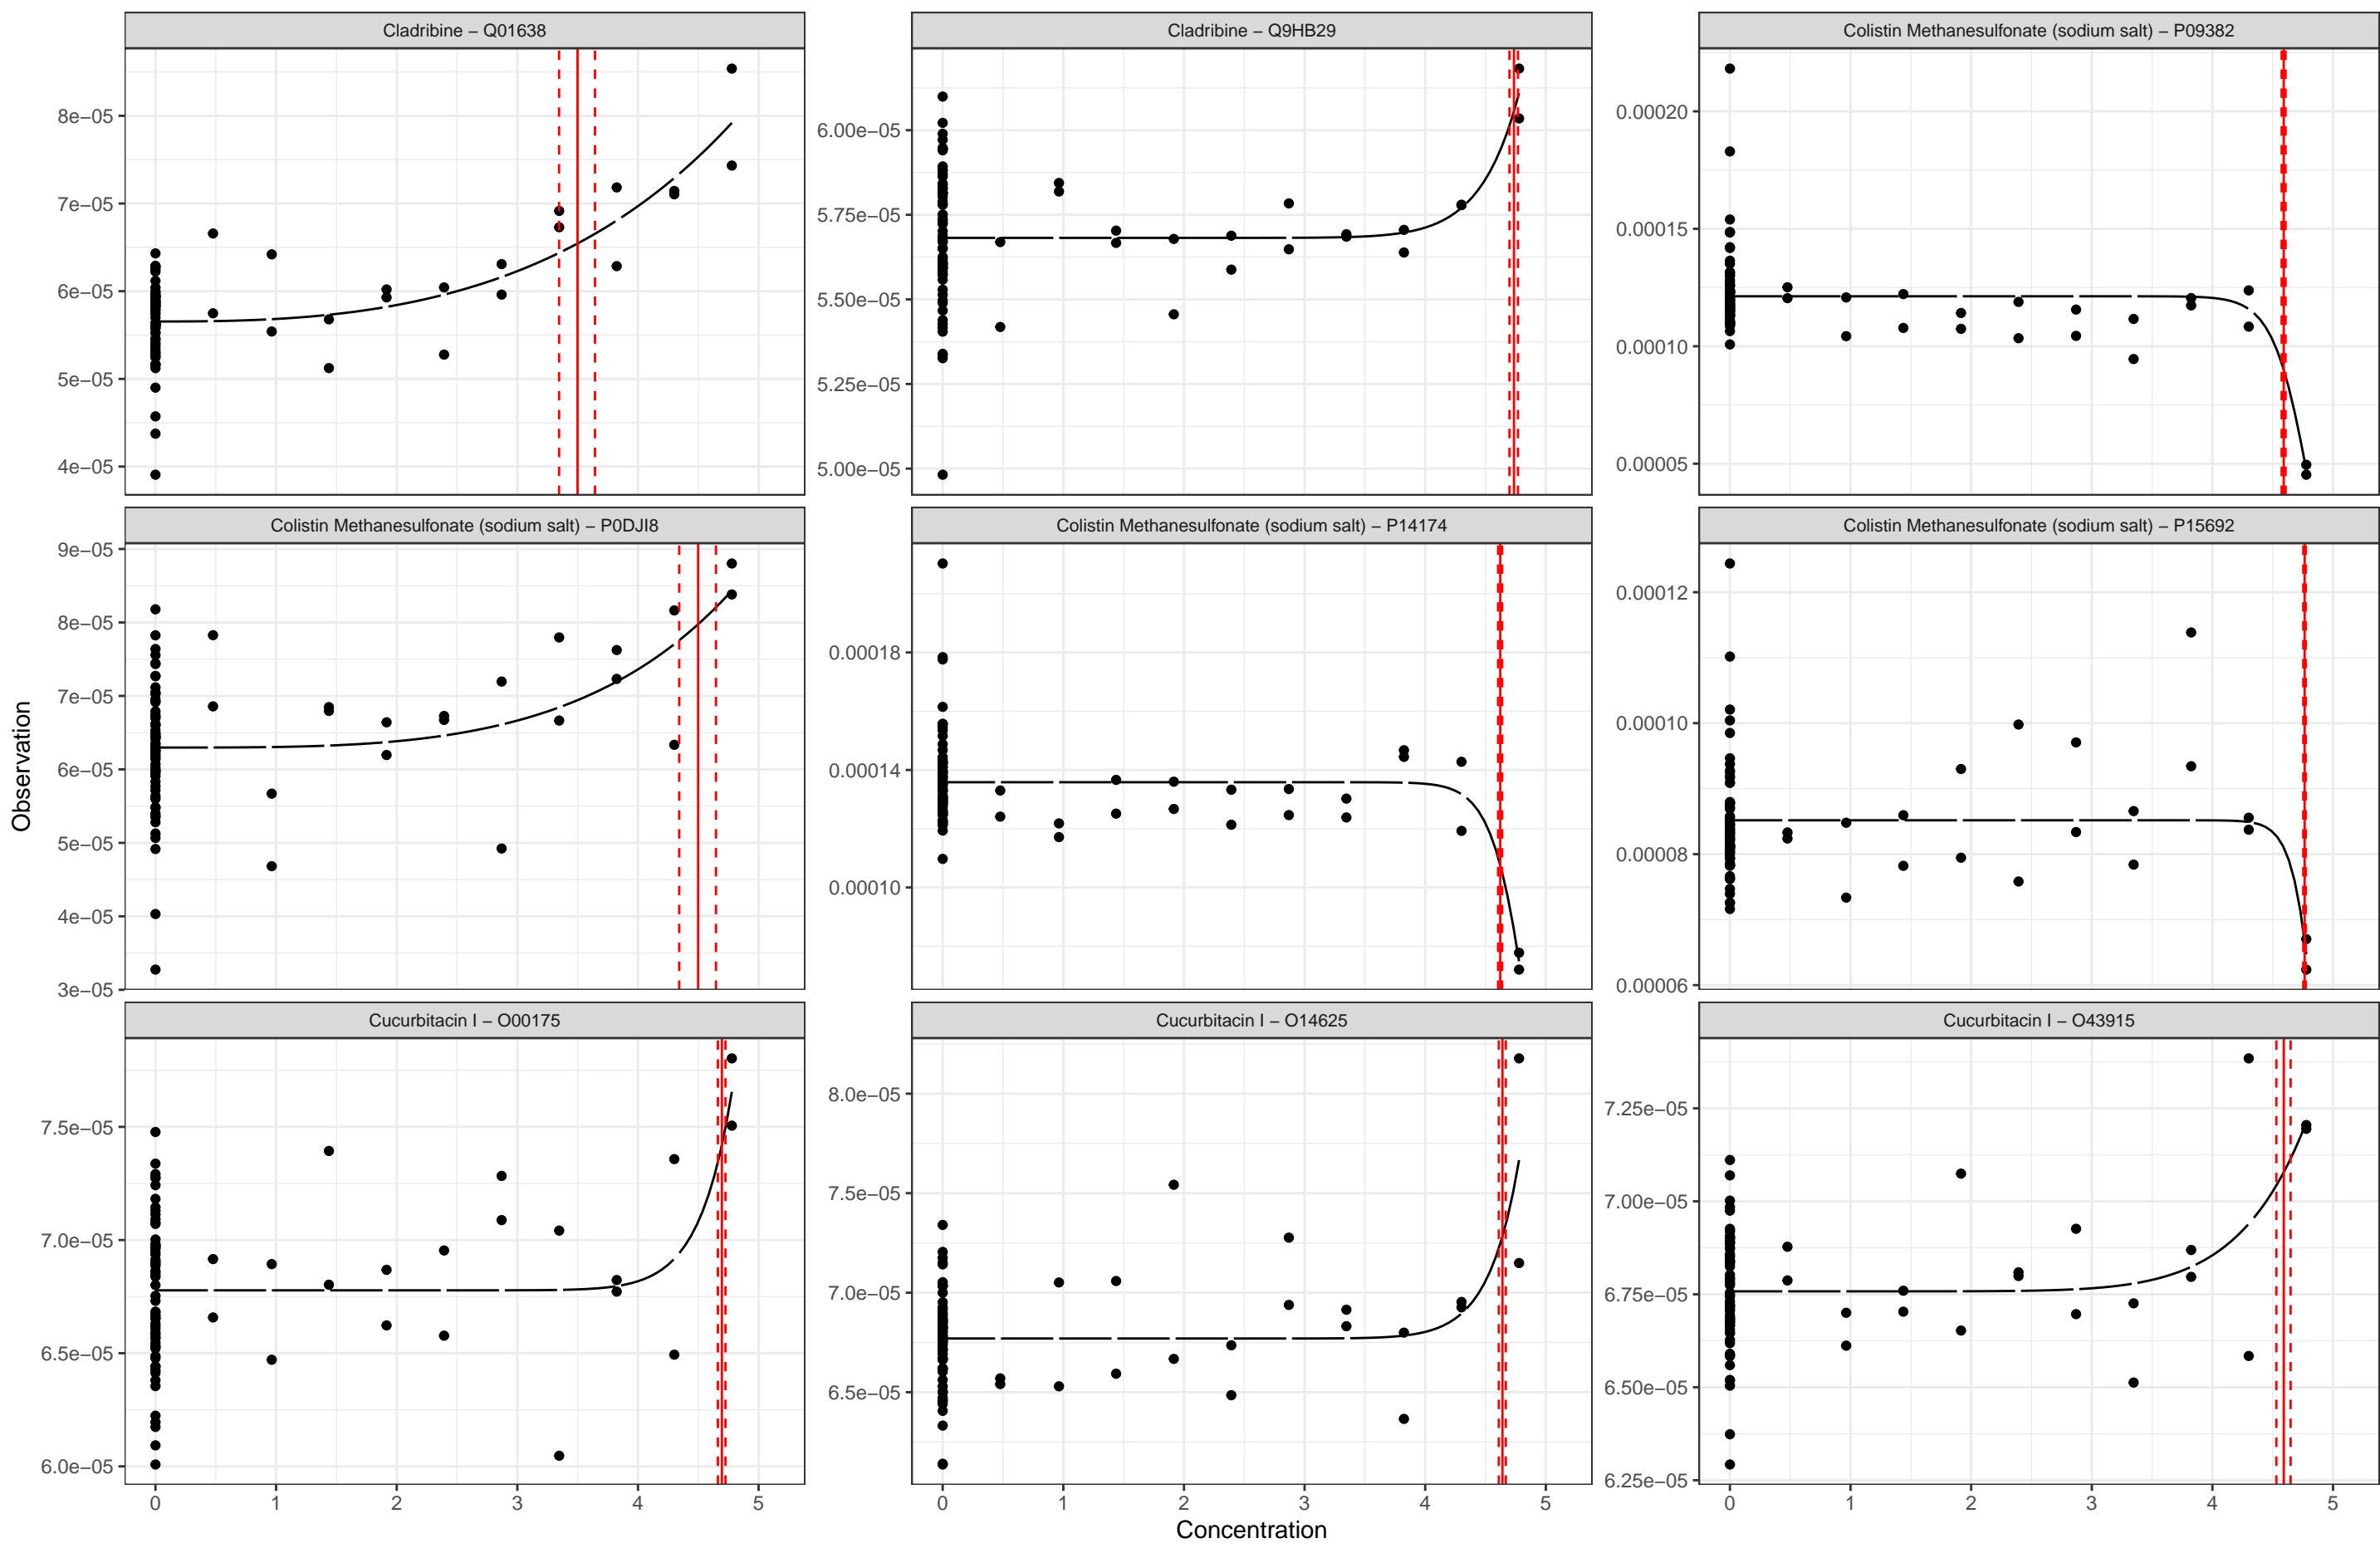 Cladribine − Q01638
Cladribine − Q9HB29
Colistin Methanesulfonate (sodium salt) − P09382
8e−05
7e−05
6e−05
5e−05
4e−05
6.00e−05
5.75e−05
5.50e−05
5.25e−05
5.00e−05
0.00020
0.00015
0.00010
0.00005
Colistin Methanesulfonate (sodium salt) − P0DJI8
Colistin Methanesulfonate (sodium salt) − P14174
Colistin Methanesulfonate (sodium salt) − P15692
9e−05
8e−05
7e−05
6e−05
5e−05
4e−05
3e−05
0.00018
0.00014
0.00010
0.00012
0.00010
0.00008
0.00006
Observation
Cucurbitacin I − O00175
Cucurbitacin I − O14625
Cucurbitacin I − O43915
7.5e−05
7.0e−05
6.5e−05
6.0e−05
8.0e−05
7.5e−05
7.0e−05
6.5e−05
7.25e−05
7.00e−05
6.75e−05
6.50e−05
6.25e−05
0 1 2 3 4 5
0 1 2 3 4 5
0 1 2 3 4 5
Concentration